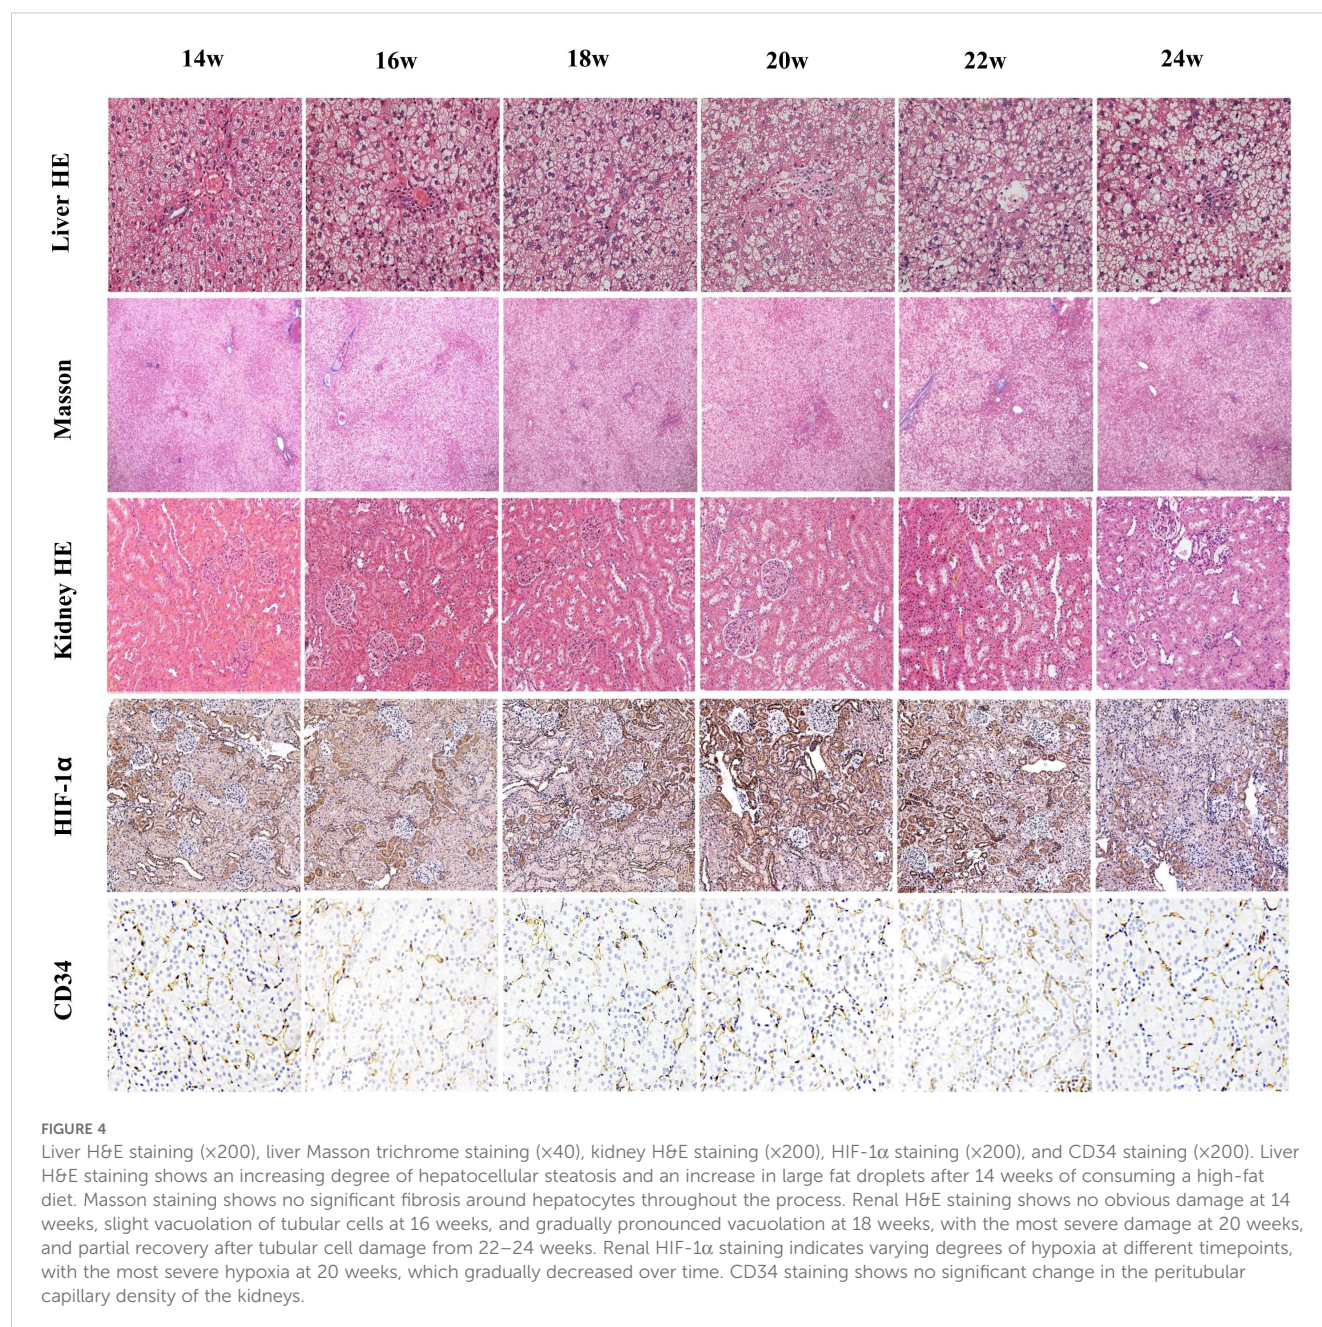 14w 16w 18w 20w 22w 24w
Liver HE
Masson
Kidney HE
HIF-1α
CD34
FIGURE 4
Liver H&E staining (×200), liver Masson trichrome staining (×40), kidney H&E staining (×200), HIF-1α staining (×200), and CD34 staining (×200). Liver
H&E staining shows an increasing degree of hepatocellular steatosis and an increase in large fat droplets after 14 weeks of consuming a high-fat
diet. Masson staining shows no significant fibrosis around hepatocytes throughout the process. Renal H&E staining shows no obvious damage at 14
weeks, slight vacuolation of tubular cells at 16 weeks, and gradually pronounced vacuolation at 18 weeks, with the most severe damage at 20 weeks,
and partial recovery after tubular cell damage from 22–24 weeks. Renal HIF-1α staining indicates varying degrees of hypoxia at different timepoints,
with the most severe hypoxia at 20 weeks, which gradually decreased over time. CD34 staining shows no significant change in the peritubular
capillary density of the kidneys.